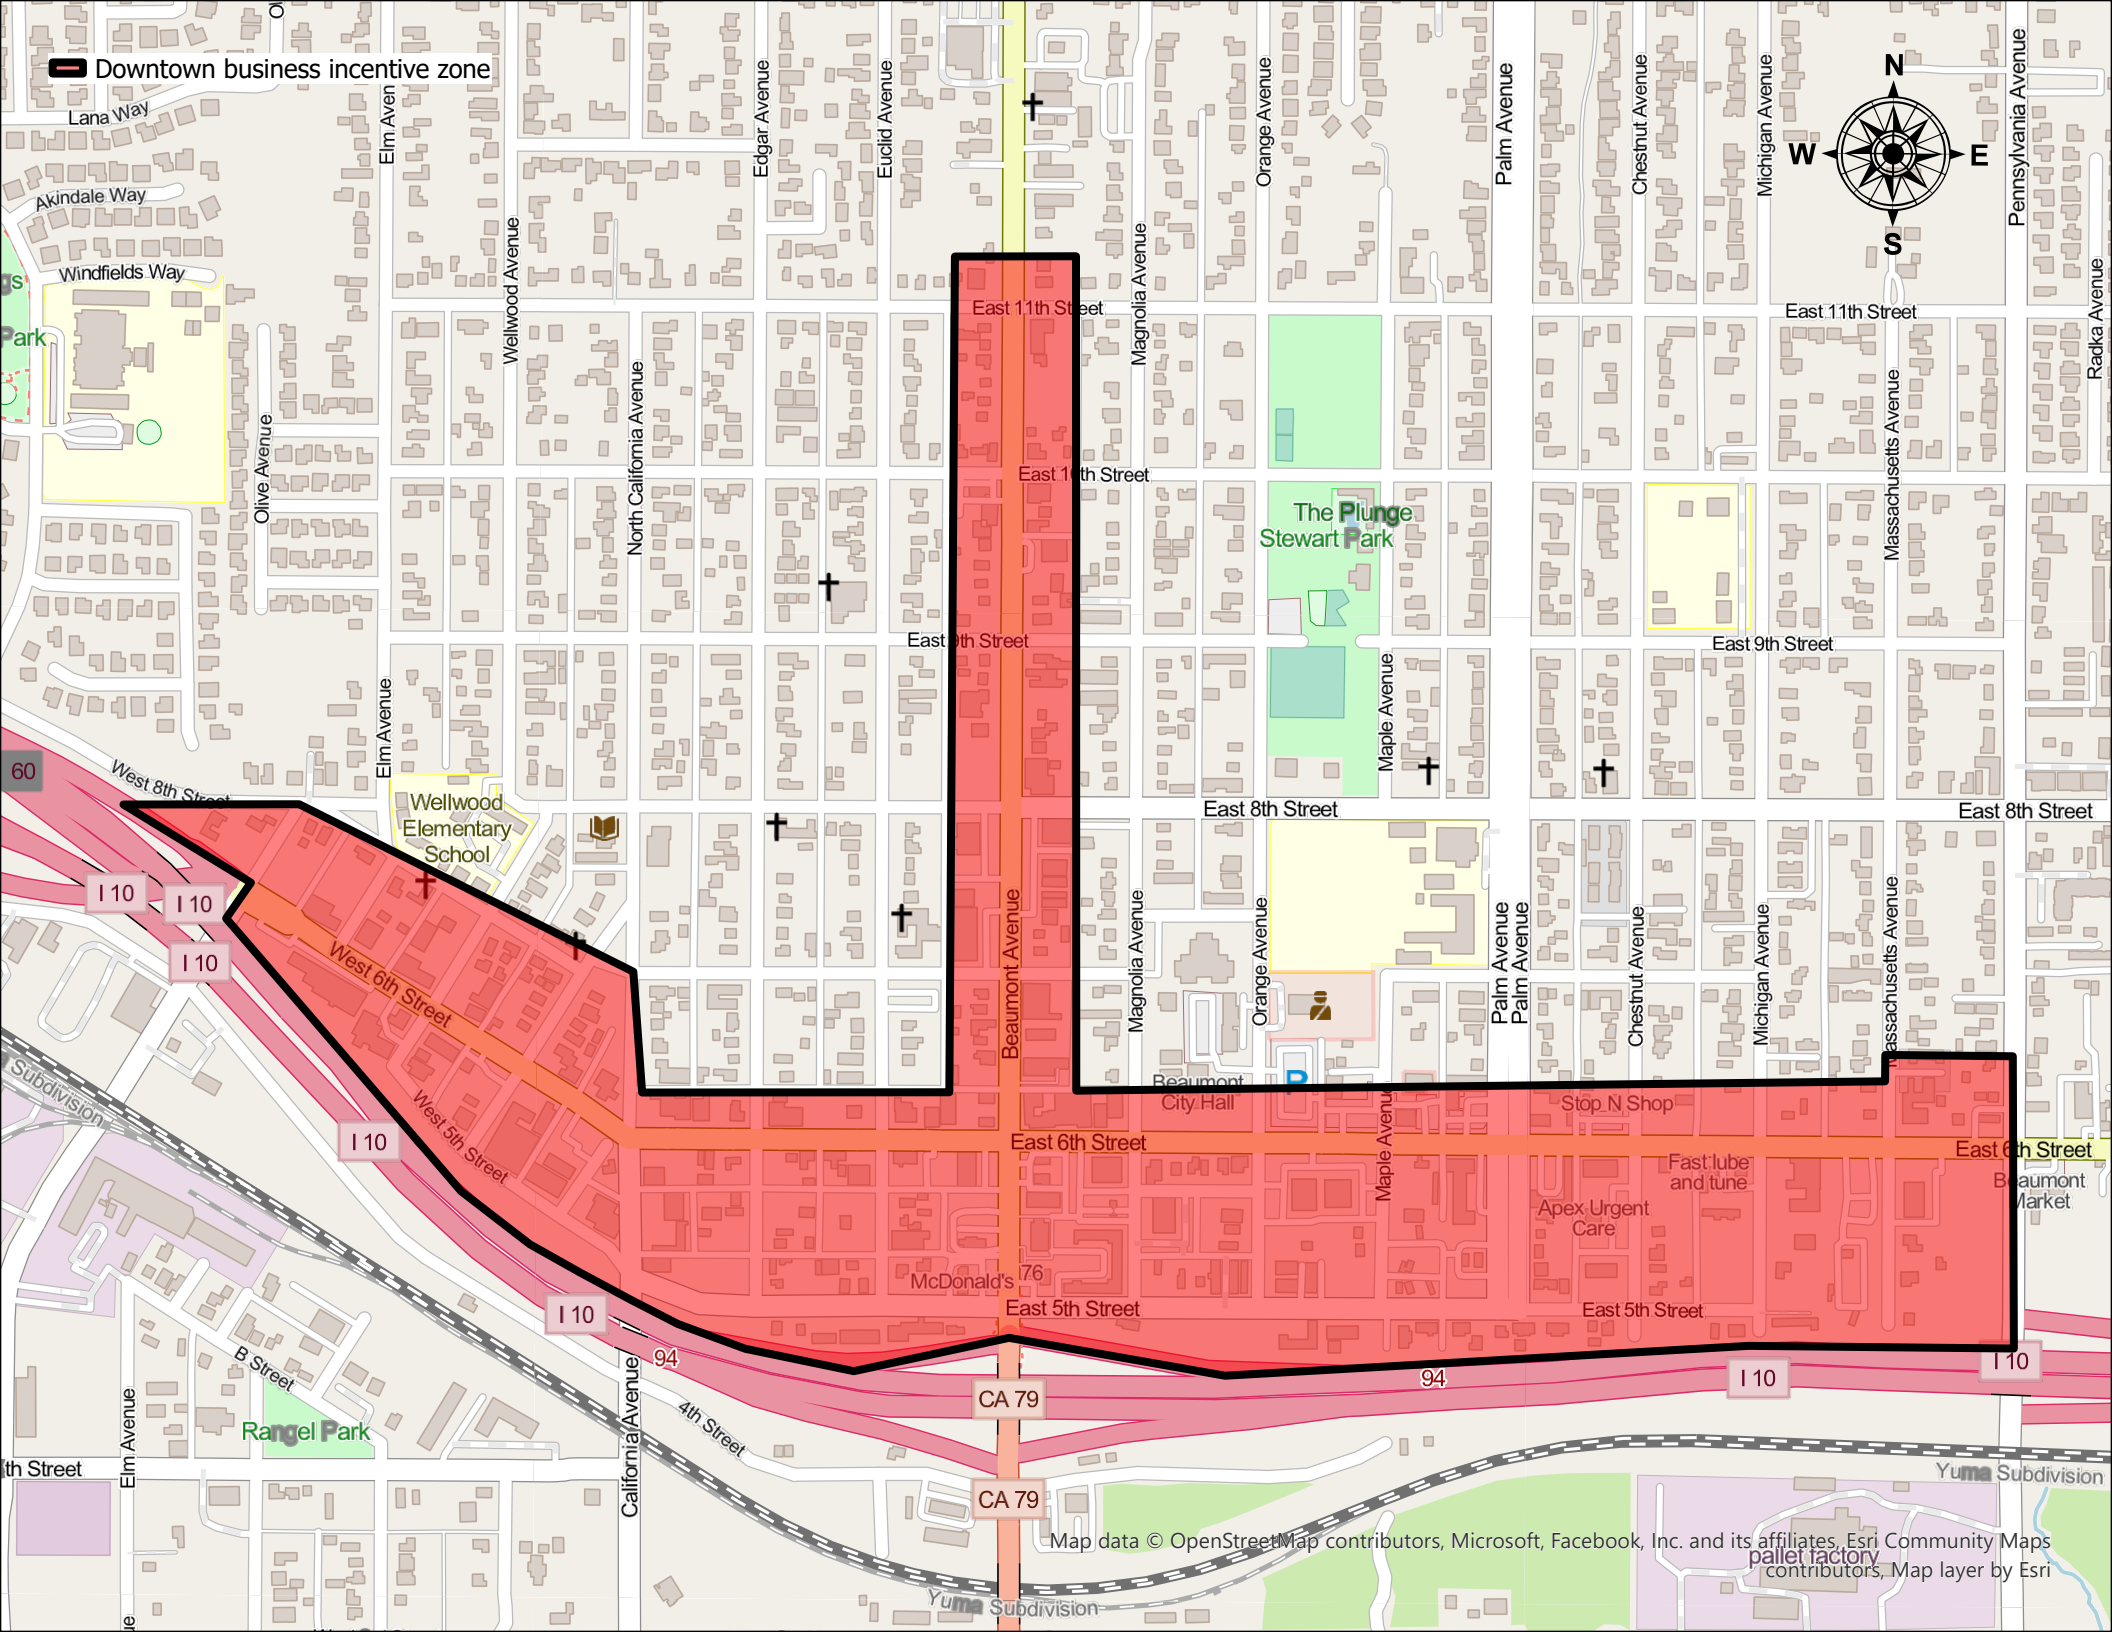 Downtown business incentive zone
Lana Way
Akindale Way
Windfields Way
Park
Elm Aven
Wellwood Avenue
Edgar Avenue
Euclid Avenue
Magnolia Avenue
Orange Avenue
Palm Avenue
Chestnut Avenue
Michigan Avenue
Pennsylvania Avenue
Radka Avenue
N
W
E
S
East 11th Street
East 11th Street
Olive Avenue
North California Avenue
East 10th Street
The Plunge
Stewart Park
Massachusetts Avenue
East 9th Street
East 9th Street
Elm Avenue
Maple Avenue
60
West 8th Street
Wellwood
Elementary
School
East 8th Street
East 8th Street
I 10
I 10
I 10
West 6th Street
Beaumont Avenue
Magnolia Avenue
Orange Avenue
Palm Avenue
Palm Avenue
Chestnut Avenue
Michigan Avenue
Massachusetts Avenue
Beaumont
City Hall
P
Stop N Shop
Subdivision
West 5th Street
I 10
East 6th Street
Maple Avenue
East 6th Street
Fast lube
and tune
Beaumont
Market
Apex Urgent
Care
McDonald's
76
East 5th Street
East 5th Street
I 10
94
94
I 10
I 10
B Street
CA 79
Elm Avenue
Rangel Park
California Avenue
4th Street
th Street
CA 79
Yuma Subdivision
Yuma Subdivision
pallet factory
Map data © OpenStreetMap contributors, Microsoft, Facebook, Inc. and its affiliates, Esri Community Maps
contributors, Map layer by Esri